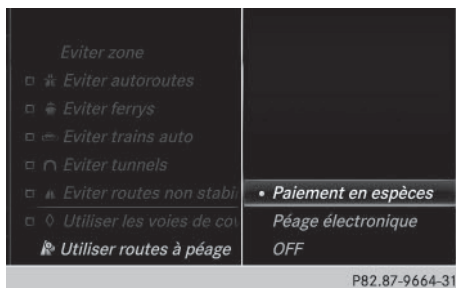 Eviter zone
Eviter autoroutes
Eviter ferrys
Eviter trains auto
Eviter tunnels
Eviter routes non stabi
Utiliser les voies de cov
Utiliser routes à péage
• Paiement en espèces
Péage électronique
OFF
P82.87-9664-31